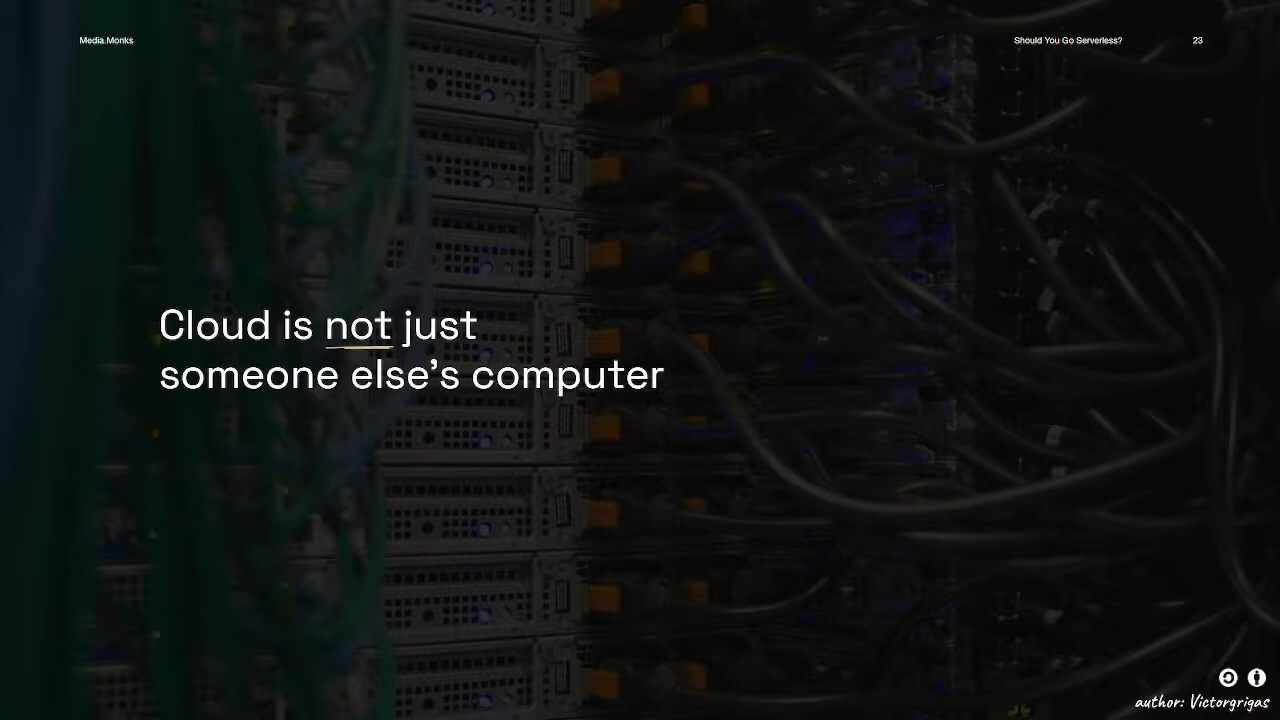 Media.Monks
Should You Go Serverless?
23
Cloud is not just
someone else’s computer
author: Victorgrigas